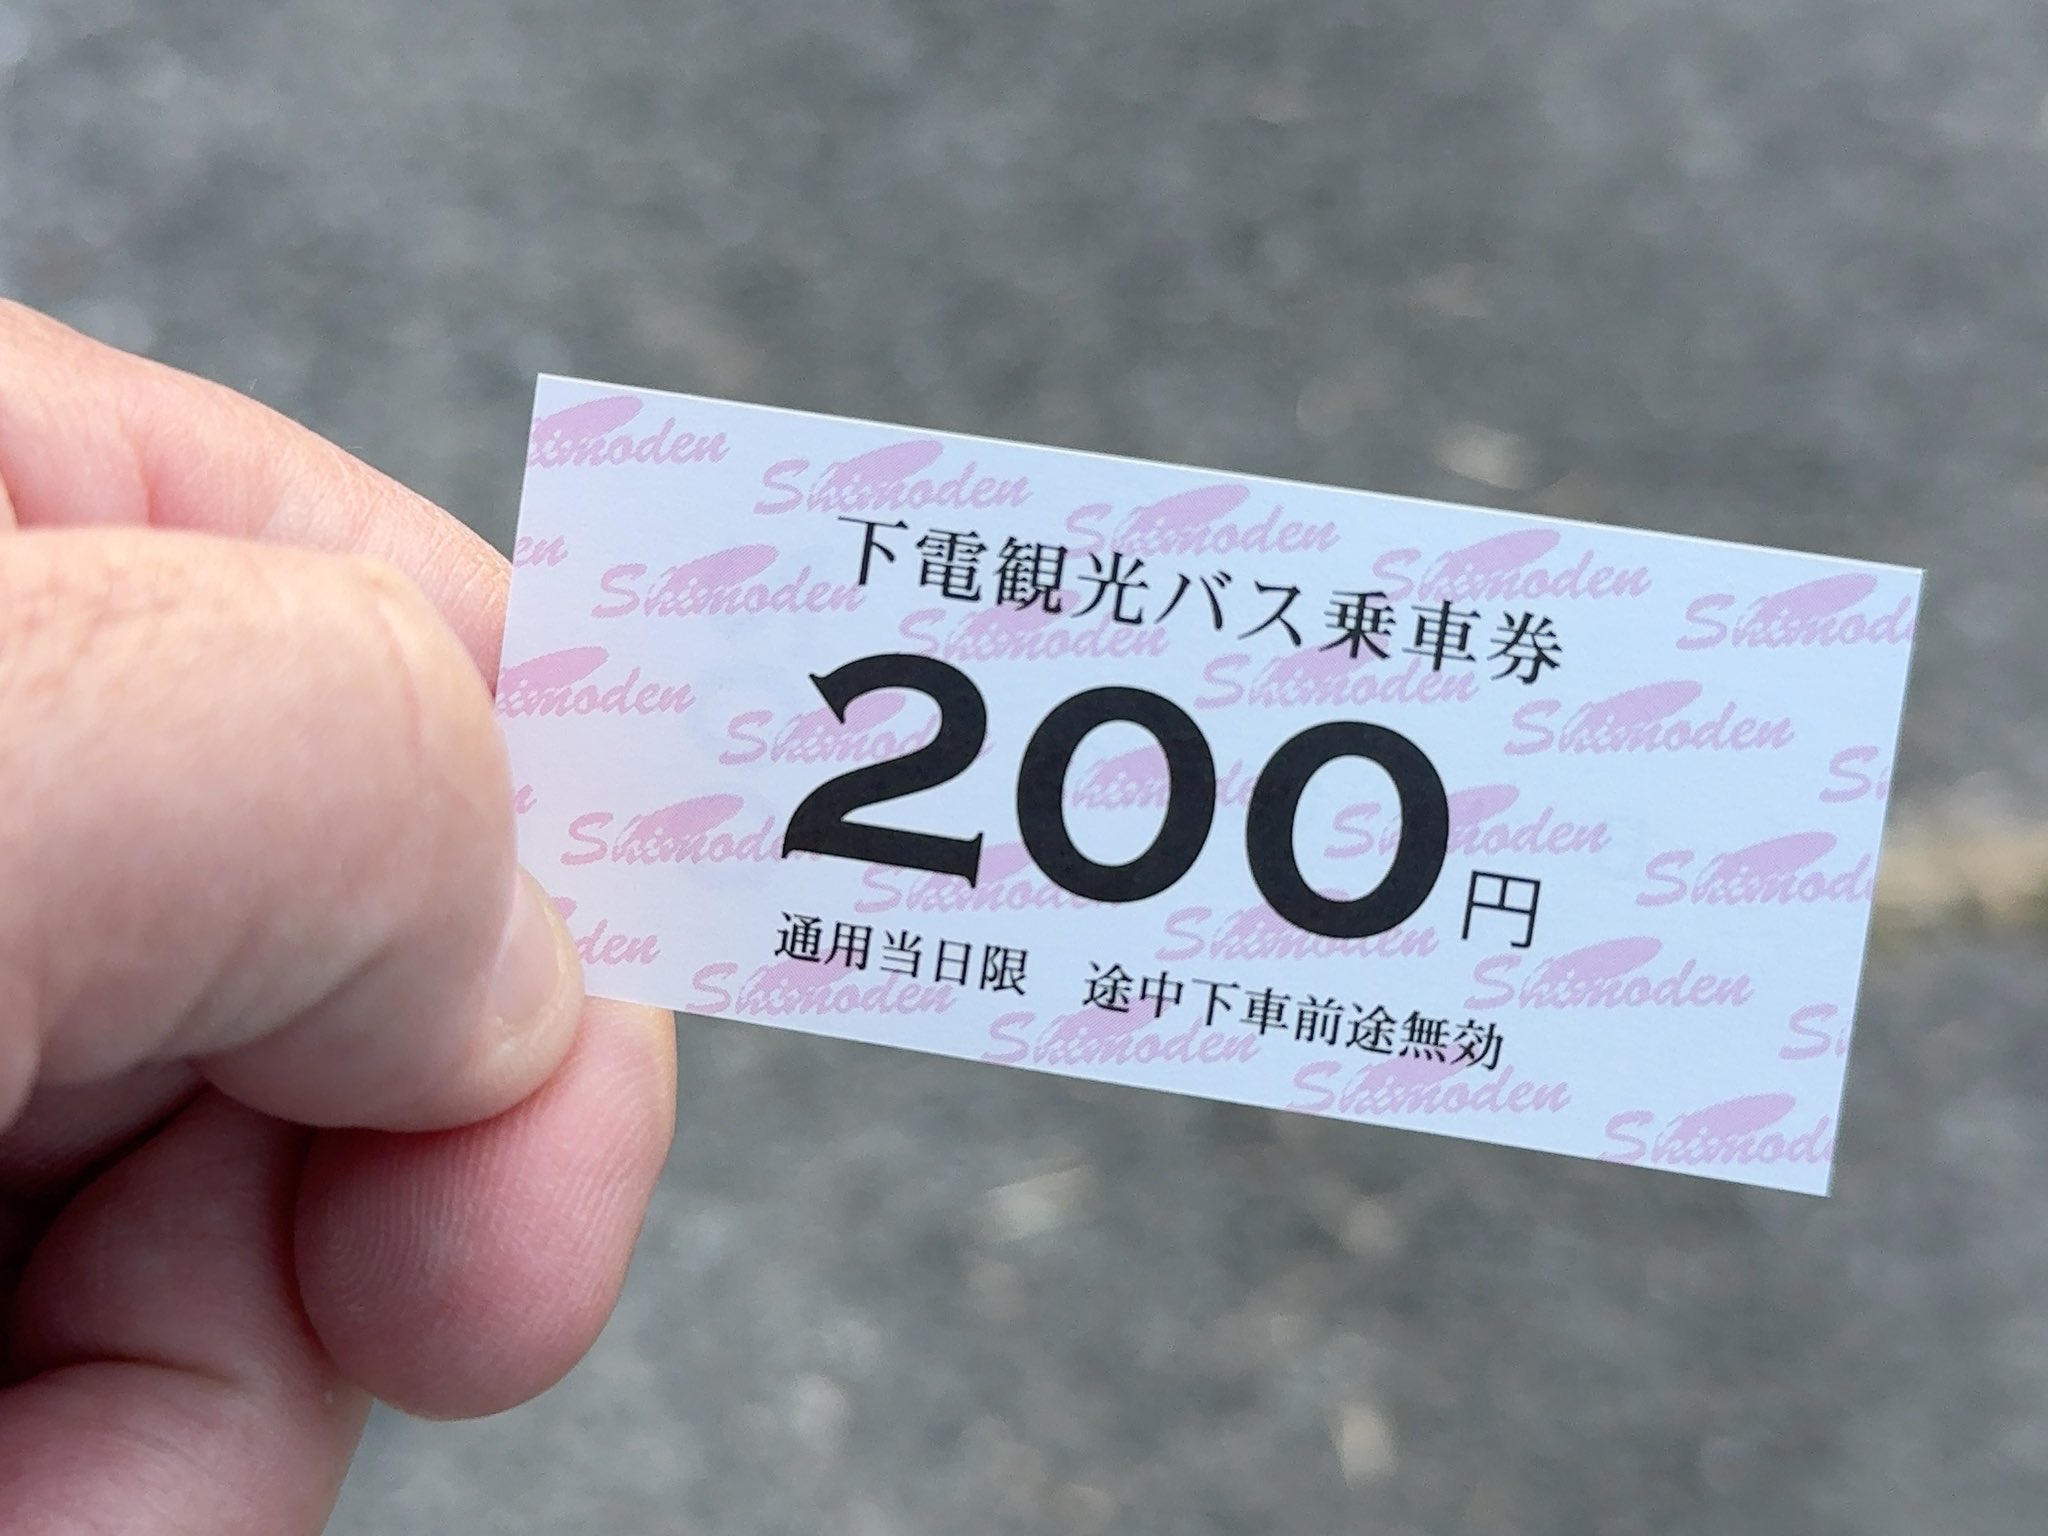 下電観光バス乗車券
200円
通用当日限　途中下車前途無効
Shimoden